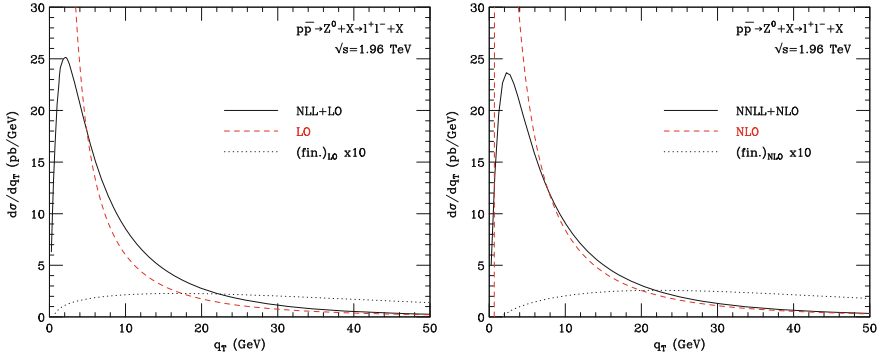 pp̅→Z⁰+X→l⁺l⁻+X
√s=1.96 TeV
NLL+LO
LO
(fin.)LO x10
dσ/dqT (pb/GeV)
30
25
20
15
10
5
0
0 10 20 30 40 50
qT (GeV)
pp̅→Z⁰+X→l⁺l⁻+X
√s=1.96 TeV
NNLL+NLO
NLO
(fin.)NLO x10
dσ/dqT (pb/GeV)
30
25
20
15
10
5
0
0 10 20 30 40 50
qT (GeV)